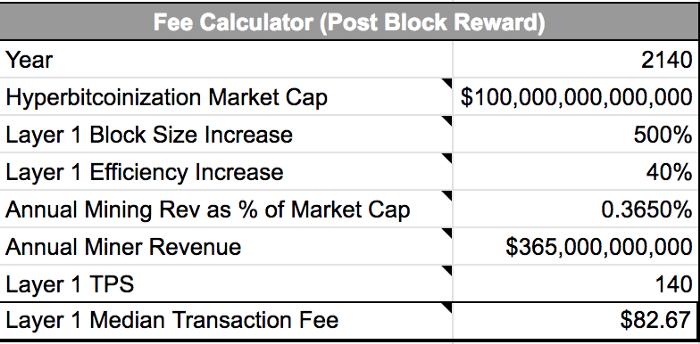 Fee Calculator (Post Block Reward)
Year 2140
Hyperbitcoinization Market Cap $100,000,000,000,000
Layer 1 Block Size Increase 500%
Layer 1 Efficiency Increase 40%
Annual Mining Rev as % of Market Cap 0.3650%
Annual Miner Revenue $365,000,000,000
Layer 1 TPS 140
Layer 1 Median Transaction Fee $82.67